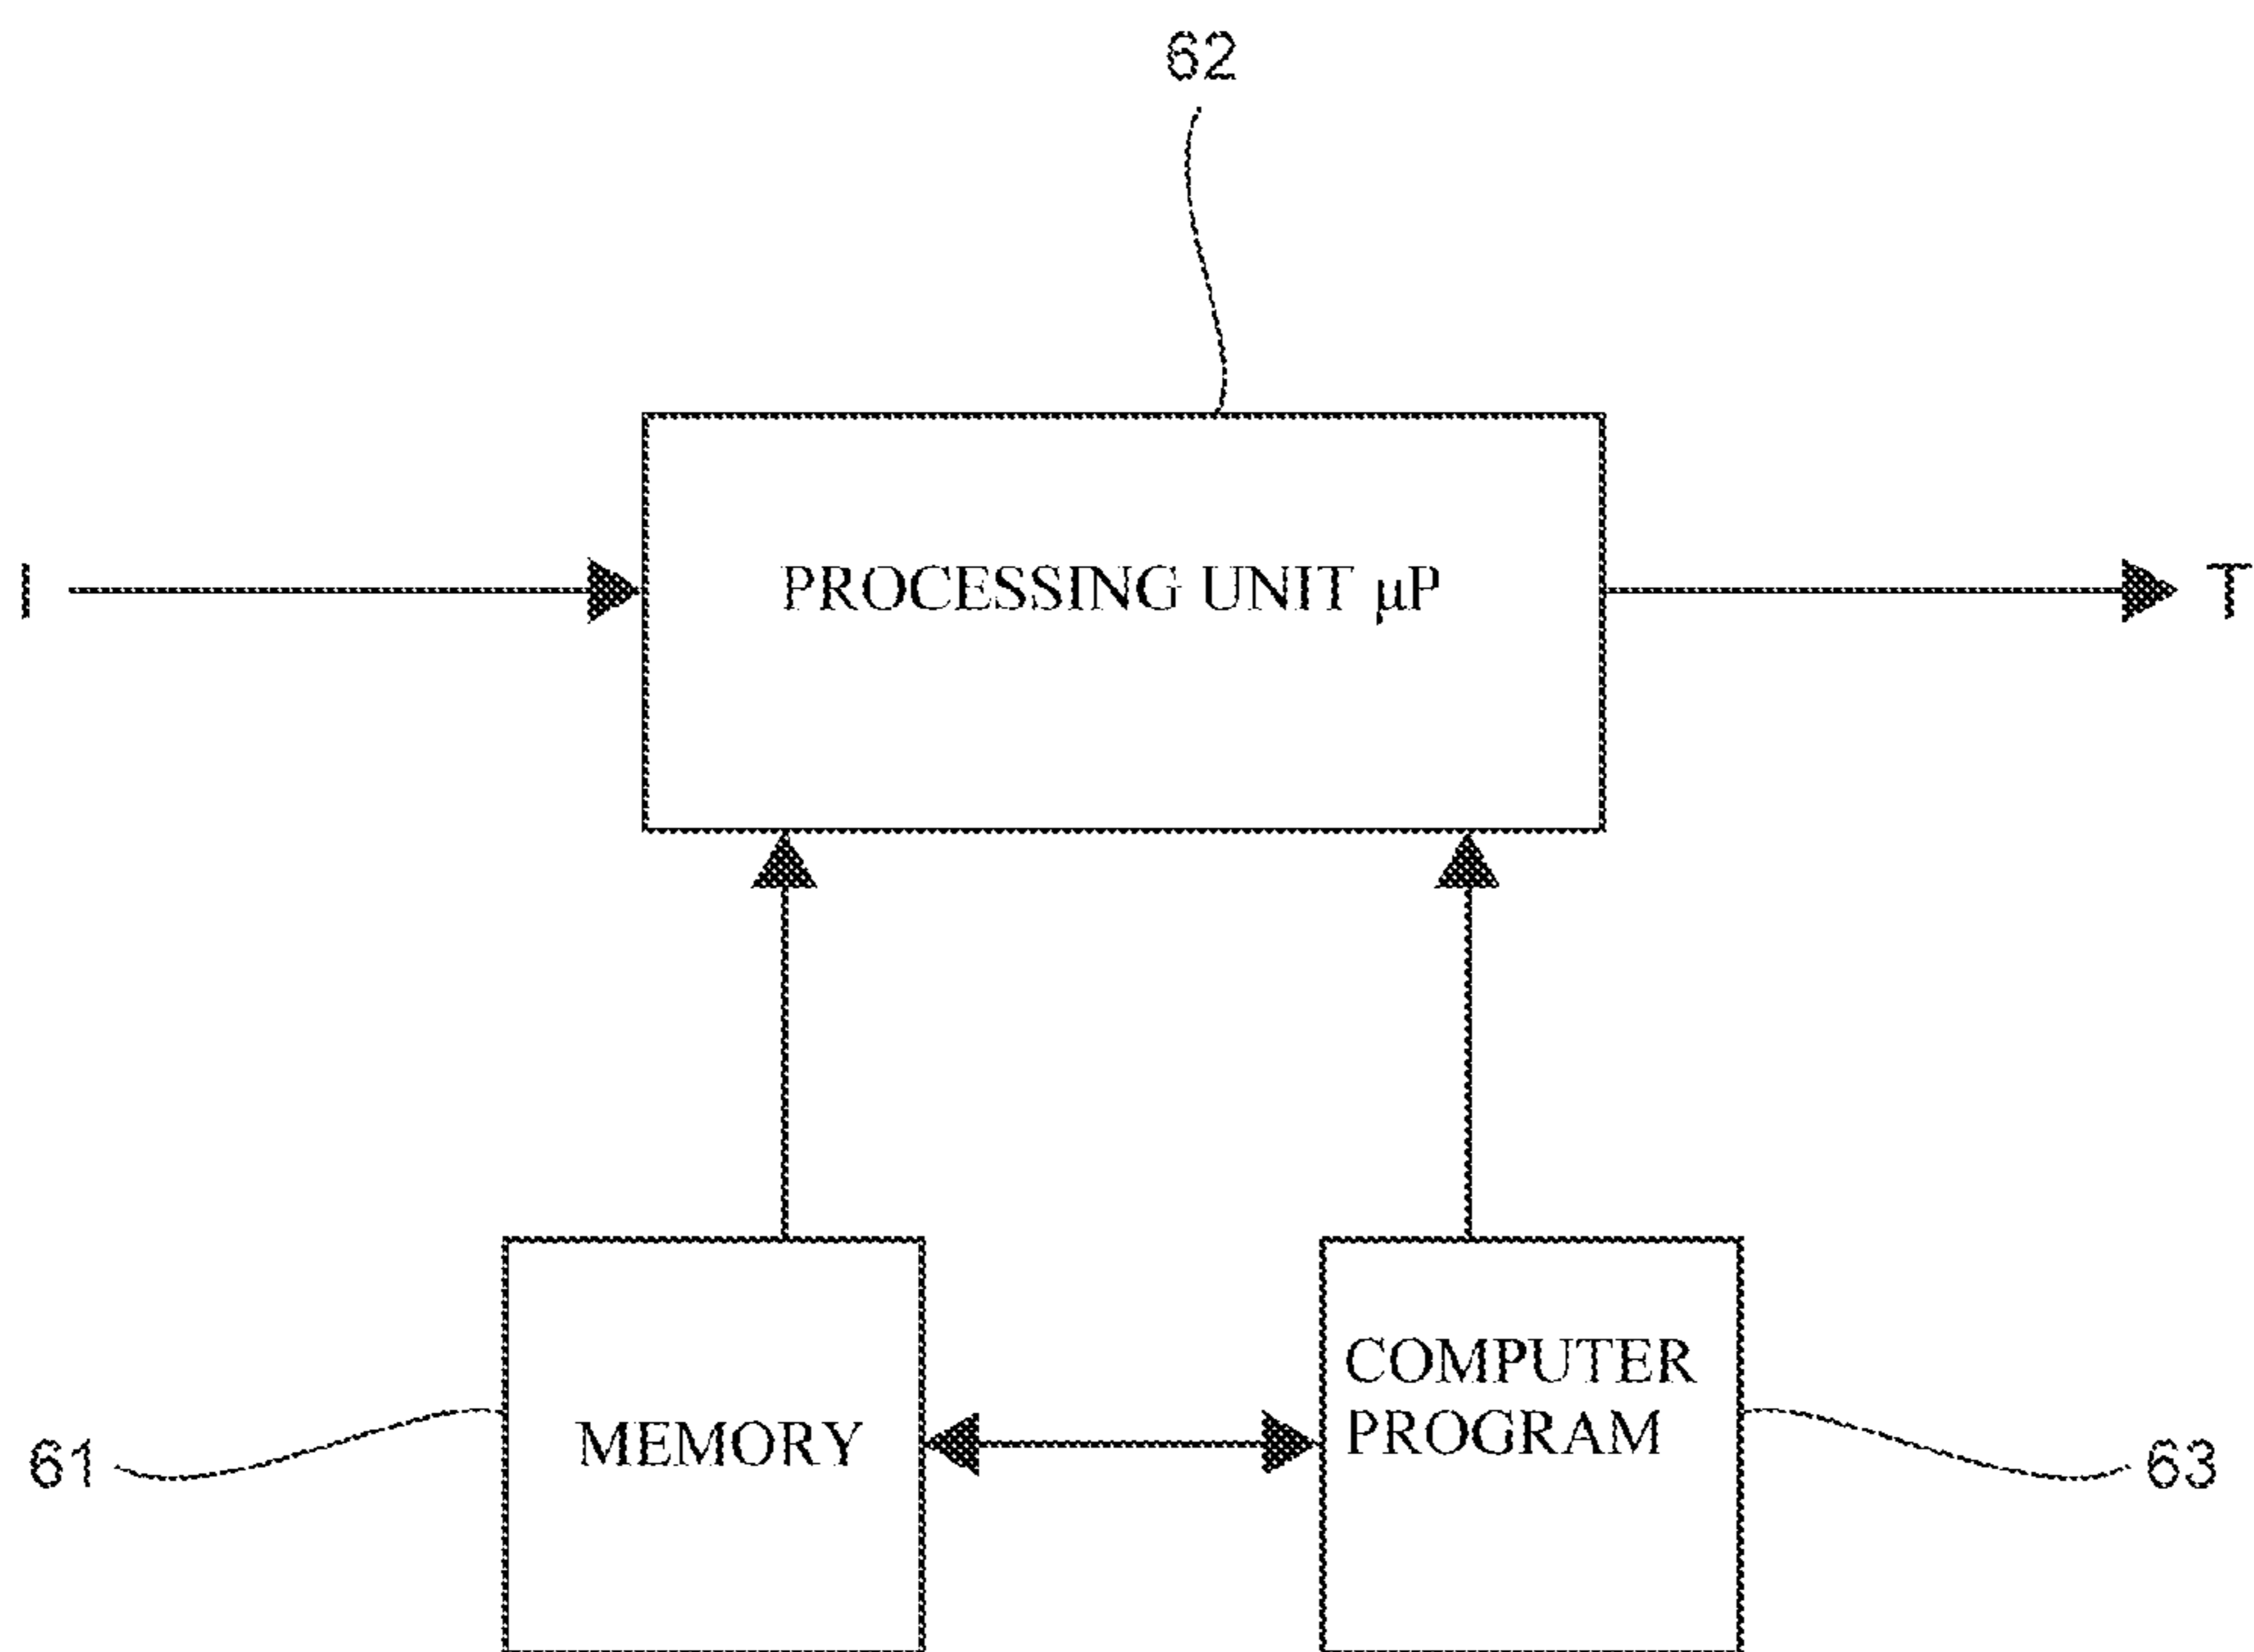 62
I
PROCESSING UNIT µP
T
COMPUTER
PROGRAM
MEMORY
61
63